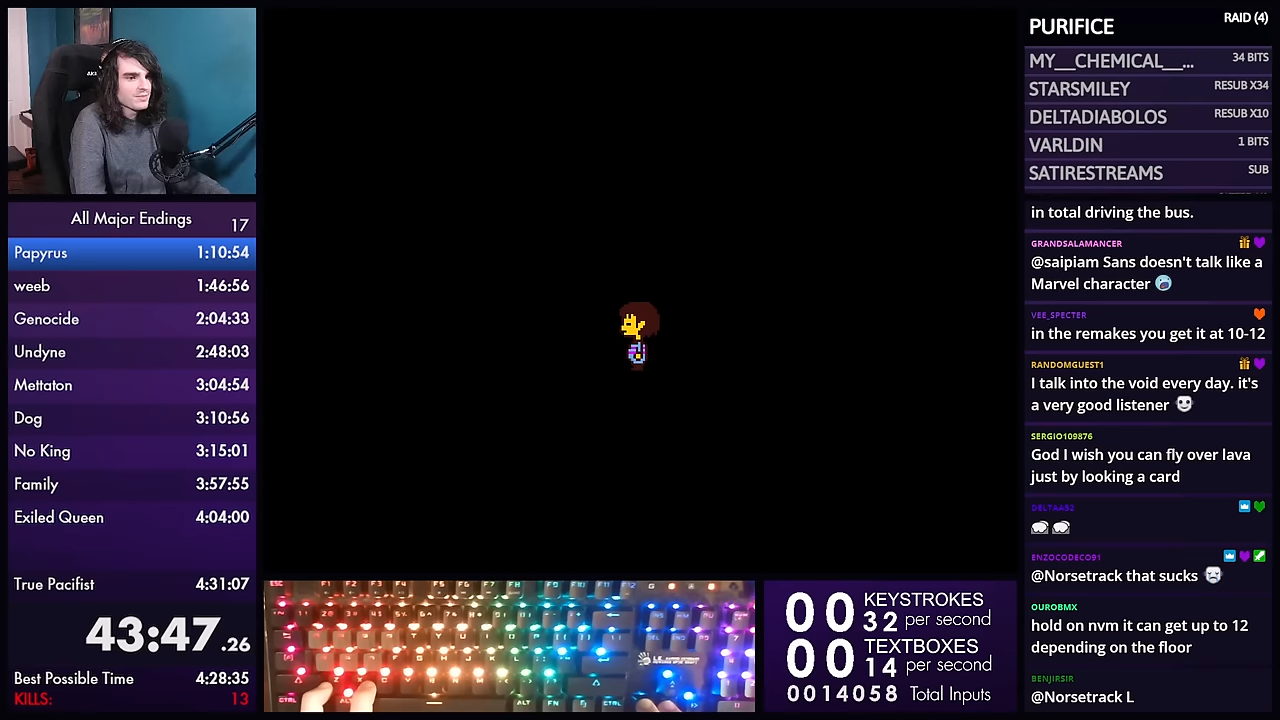 All Major Endings 17
Papyrus 1:10:54
weeb 1:46:56
Genocide 2:04:33
Undyne 2:48:03
Mettaton 3:04:54
Dog 3:10:56
No King 3:15:01
Family 3:57:55
Exiled Queen 4:04:00
True Pacifist 4:31:07
43:47.26
Best Possible Time 4:28:35
KILLS: 13
00 KEYSTROKES
32 per second
00 TEXTBOXES
14 per second
0014058 Total Inputs
PURIFICE RAID (4)
MY__CHEMICAL__... 34 BITS
STARSMILEY RESUB X34
DELTADIABOLOS RESUB X10
VARLDIN 1 BITS
SATIRESTREAMS SUB
in total driving the bus.
GRANDSALAMANCER
@saipiam Sans doesn't talk like a
Marvel character
VEE_SPECTER
in the remakes you get it at 10-12
RANDOMGUEST1
I talk into the void every day. it's
a very good listener
SERGIO109876
God I wish you can fly over lava
just by looking a card
DELTAAS2
ENZOCODECO91
@Norsetrack that sucks
OUROBMX
hold on nvm it can get up to 12
depending on the floor
BENJIRSIR
@Norsetrack L